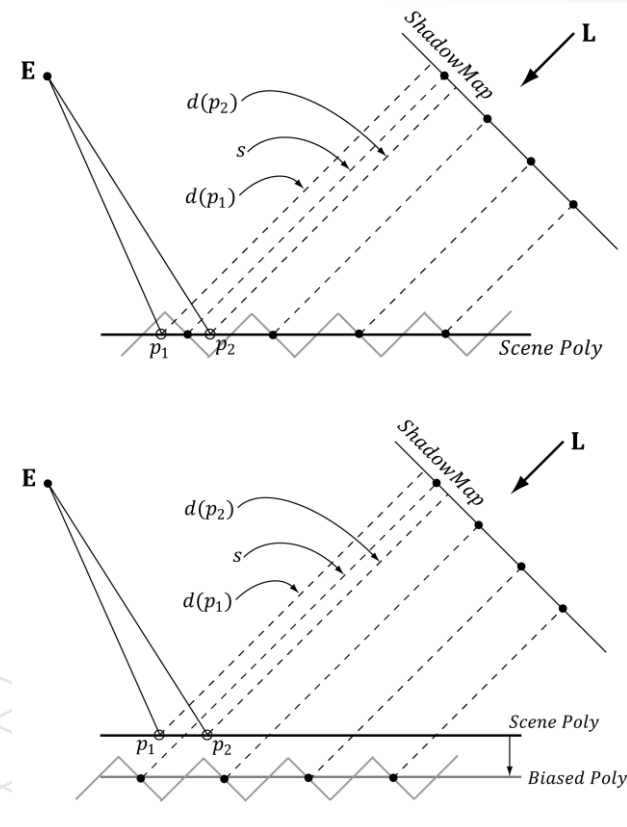 ShadowMap
L
E
d(p₂)
s
d(p₁)
p₁
p₂
Scene Poly
ShadowMap
L
E
d(p₂)
s
d(p₁)
Scene Poly
p₁
p₂
Biased Poly